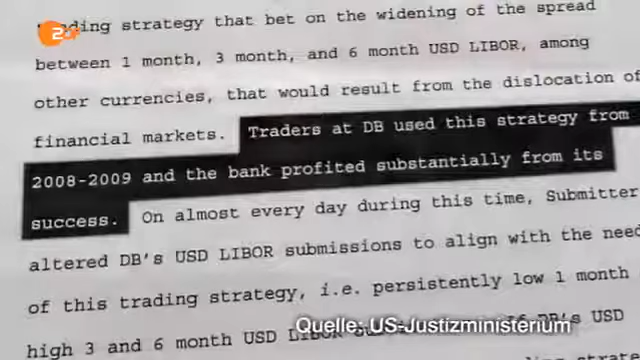 trading strategy that bet on the widening of the spread
between 1 month, 3 month, and 6 month USD LIBOR, among
other currencies, that would result from the dislocation of
financial markets. Traders at DB used this strategy from
2008-2009 and the bank profited substantially from its
success. On almost every day during this time, Submitter
altered DB's USD LIBOR submissions to align with the need
of this trading strategy, i.e. persistently low 1 month
high 3 and 6 month USD LIBOR DB's USD
Quelle: US-Justizministerium